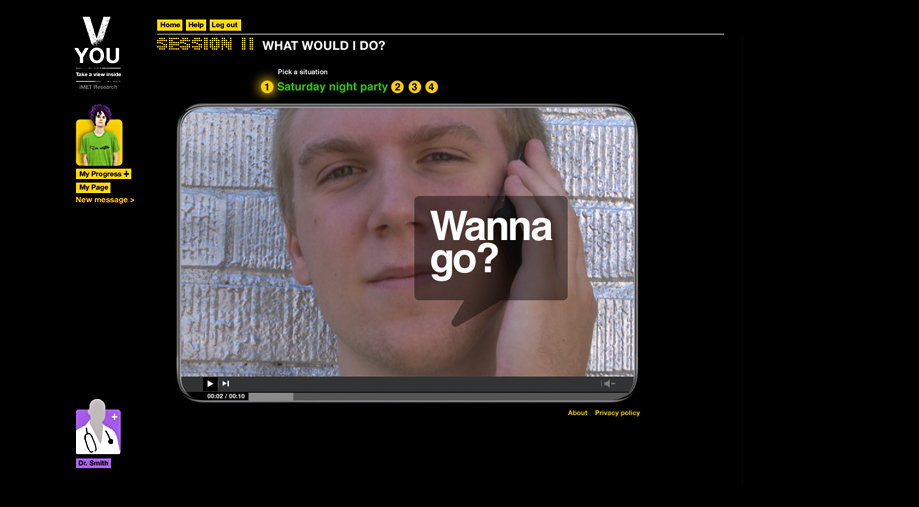 V
YOU
Take a view inside
iMET Research
Home Help Log out
SESSION II WHAT WOULD I DO?
Pick a situation
1 Saturday night party 2 3 4
My Progress +
My Page
New message >
Wanna
go?
00:02 / 00:10
About Privacy policy
+
Dr. Smith